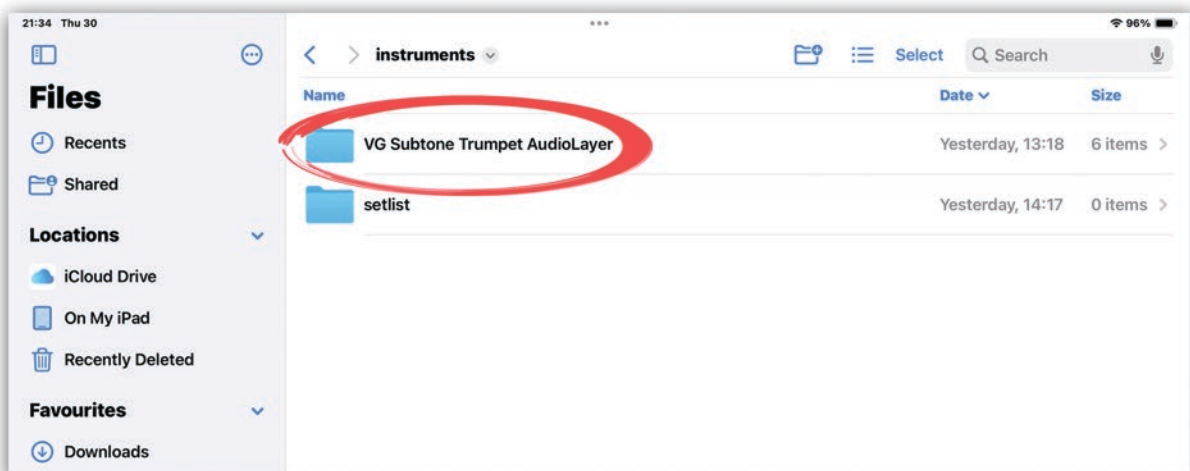 21:34 Thu 30
96%
Files
Recents
Shared
Locations
iCloud Drive
On My iPad
Recently Deleted
Favourites
Downloads
instruments
Select
Search
Name Date Size
VG Subtone Trumpet AudioLayer Yesterday, 13:18 6 items
setlist Yesterday, 14:17 0 items